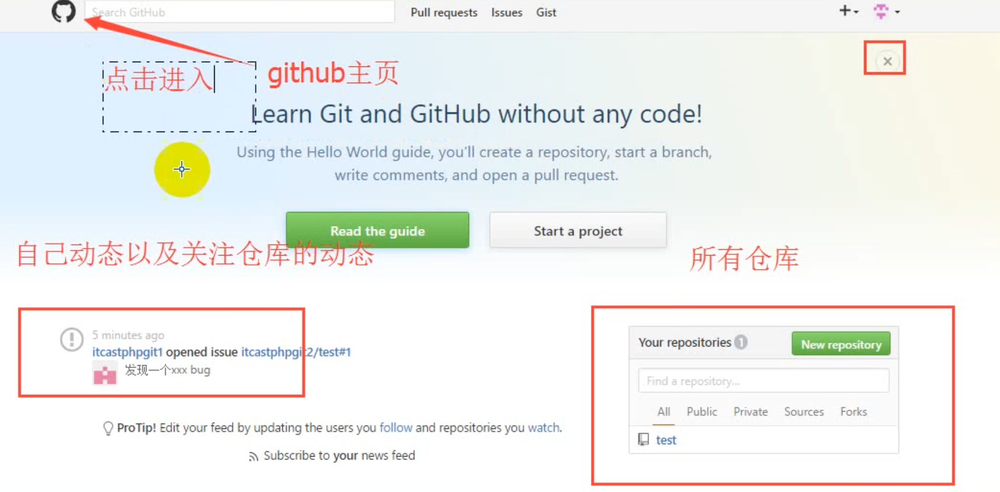 Search GitHub
Pull requests Issues Gist
点击进入
github主页
Learn Git and GitHub without any code!
Using the Hello World guide, you'll create a repository, start a branch,
write comments, and open a pull request.
Read the guide
Start a project
自己动态以及关注仓库的动态
所有仓库
5 minutes ago
itcastphpgit1 opened issue itcastphpgit2/test#1
发现一个xxx bug
ProTip! Edit your feed by updating the users you follow and repositories you watch.
Subscribe to your news feed
Your repositories 1
New repository
Find a repository...
All Public Private Sources Forks
test